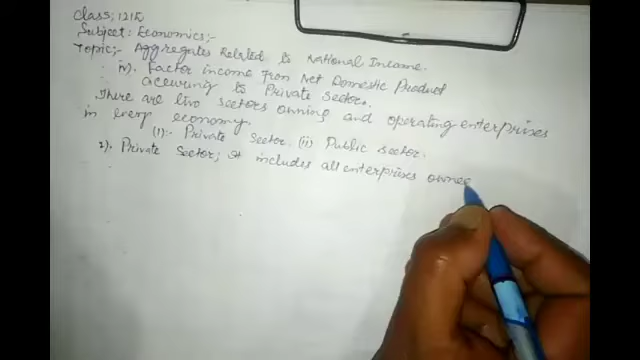 Class; 12th
Subject: Economics;-
Topic;- Aggregates Related to National Income.
iv). Factor income from Net Domestic Product
accruing to Private Sector.
There are two sectors owning and operating enterprises
in every economy.
(i):- Private Sector. (ii) Public sector.
2). Private Sector; It includes all enterprises owne